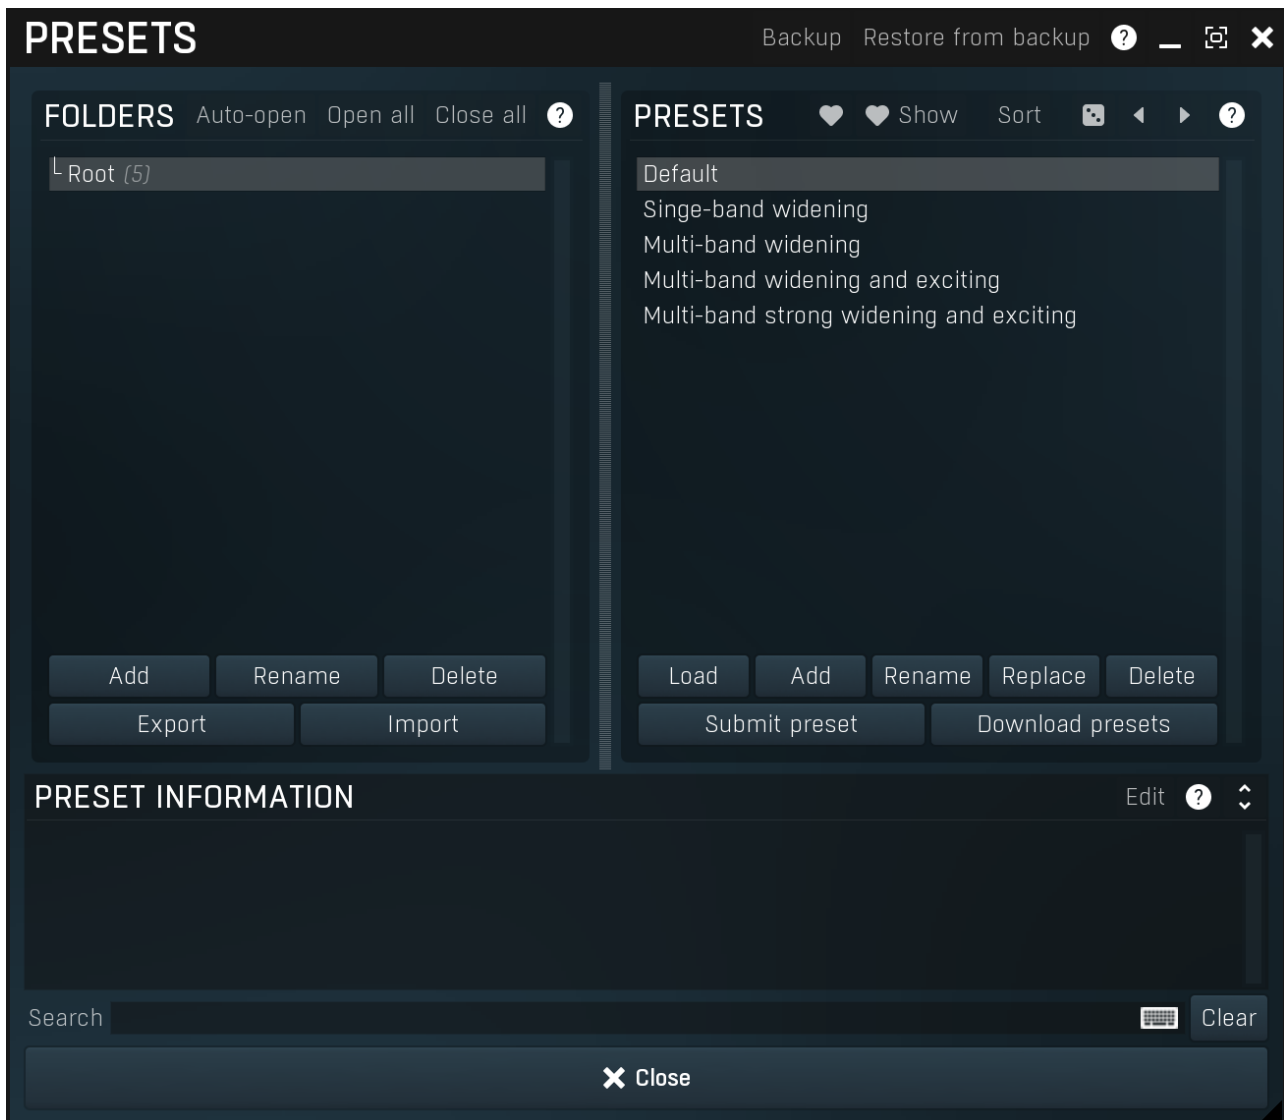 PRESETS Backup Restore from backup ?
FOLDERS Auto-open Open all Close all ?
Root (5)
Add Rename Delete
Export Import
PRESETS Show Sort ?
Default
Singe-band widening
Multi-band widening
Multi-band widening and exciting
Multi-band strong widening and exciting
Load Add Rename Replace Delete
Submit preset Download presets
PRESET INFORMATION Edit ?
Search Clear
Close